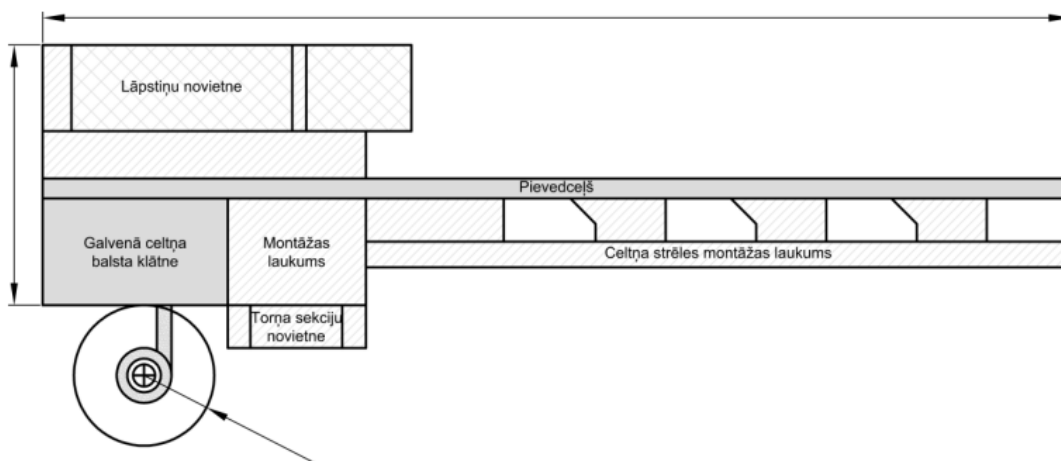 Lāpstiņu novietne
Pievedceļš
Galvenā celtņa
balsta klātne
Montāžas
laukums
Celtņa strēles montāžas laukums
Torņa sekciju
novietne